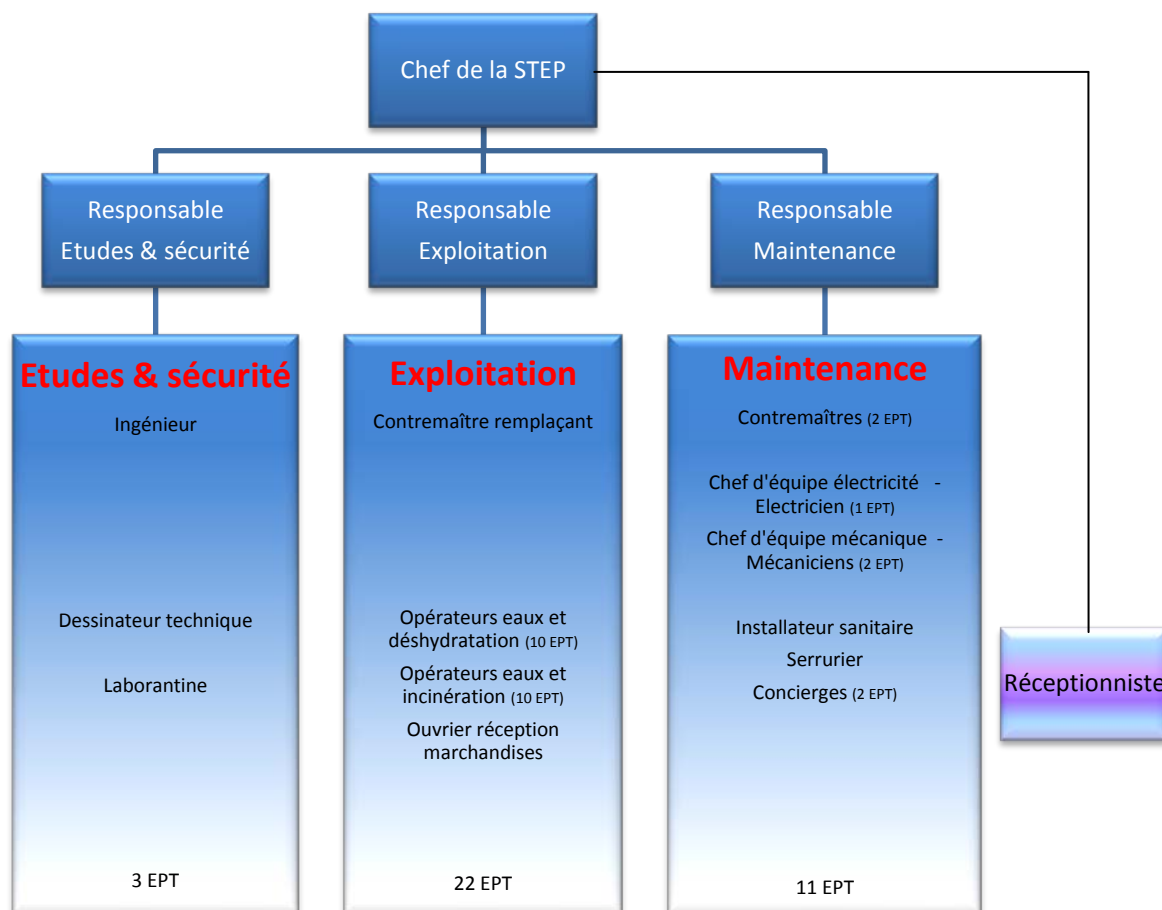 Chef de la STEP
Responsable
Etudes & sécurité
Responsable
Exploitation
Responsable
Maintenance
Etudes & sécurité
Ingénieur
Dessinateur technique
Laborantine
3 EPT
Exploitation
Contremaître remplaçant
Opérateurs eaux et
déshydratation (10 EPT)
Opérateurs eaux et
incinération (10 EPT)
Ouvrier réception
marchandises
22 EPT
Maintenance
Contremaîtres (2 EPT)
Chef d'équipe électricité -
Electricien (1 EPT)
Chef d'équipe mécanique -
Mécaniciens (2 EPT)
Installateur sanitaire
Serrurier
Concierges (2 EPT)
11 EPT
Réceptionniste